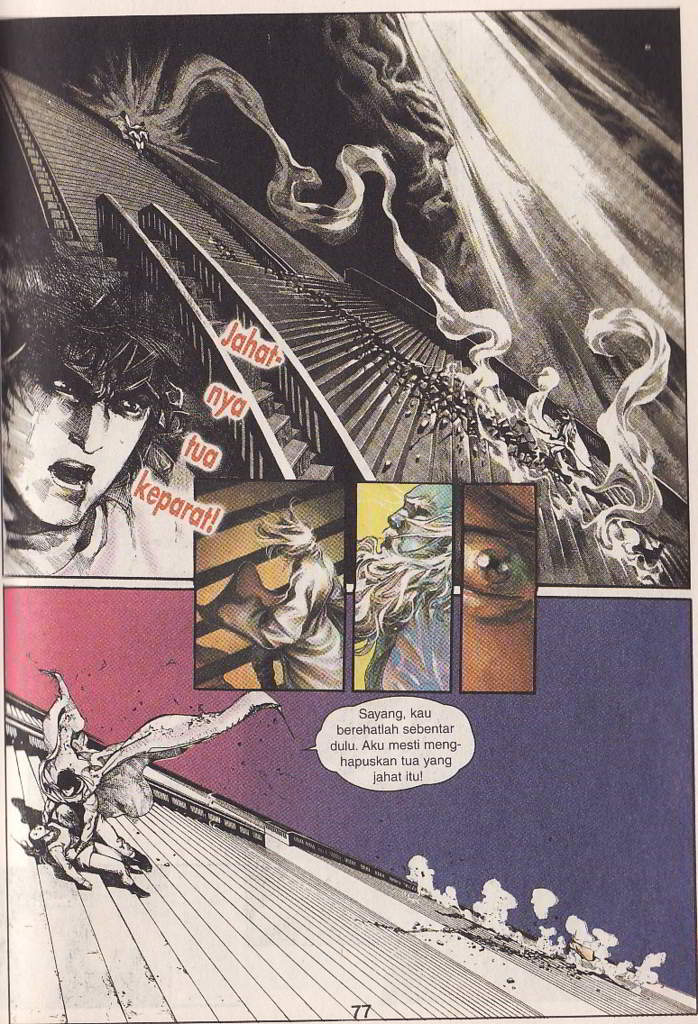 Jahat-
nya
tua
keparat!
Sayang, kau
berehatlah sebentar
dulu. Aku mesti meng-
hapuskan tua yang
jahat itu!
77